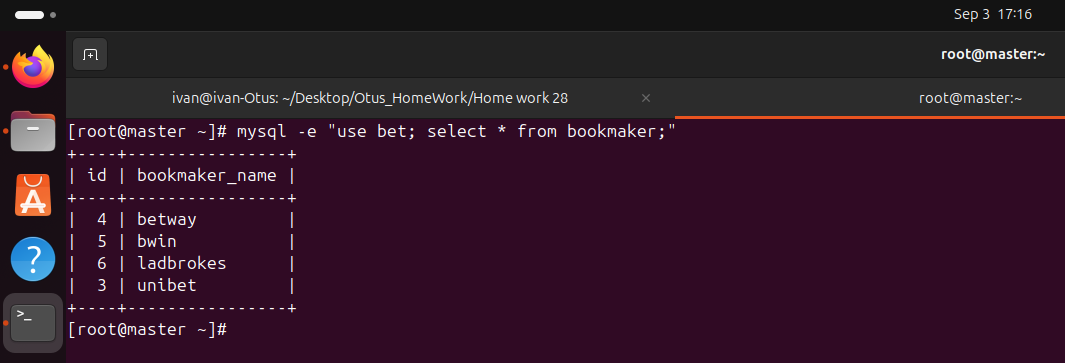 Sep 3 17:16
root@master:~
ivan@ivan-Otus: ~/Desktop/Otus_HomeWork/Home work 28 ×
root@master:~
[root@master ~]# mysql -e "use bet; select * from bookmaker;"
+----+----------------+
| id | bookmaker_name |
+----+----------------+
|  4 | betway         |
|  5 | bwin           |
|  6 | ladbrokes      |
|  3 | unibet         |
+----+----------------+
[root@master ~]#